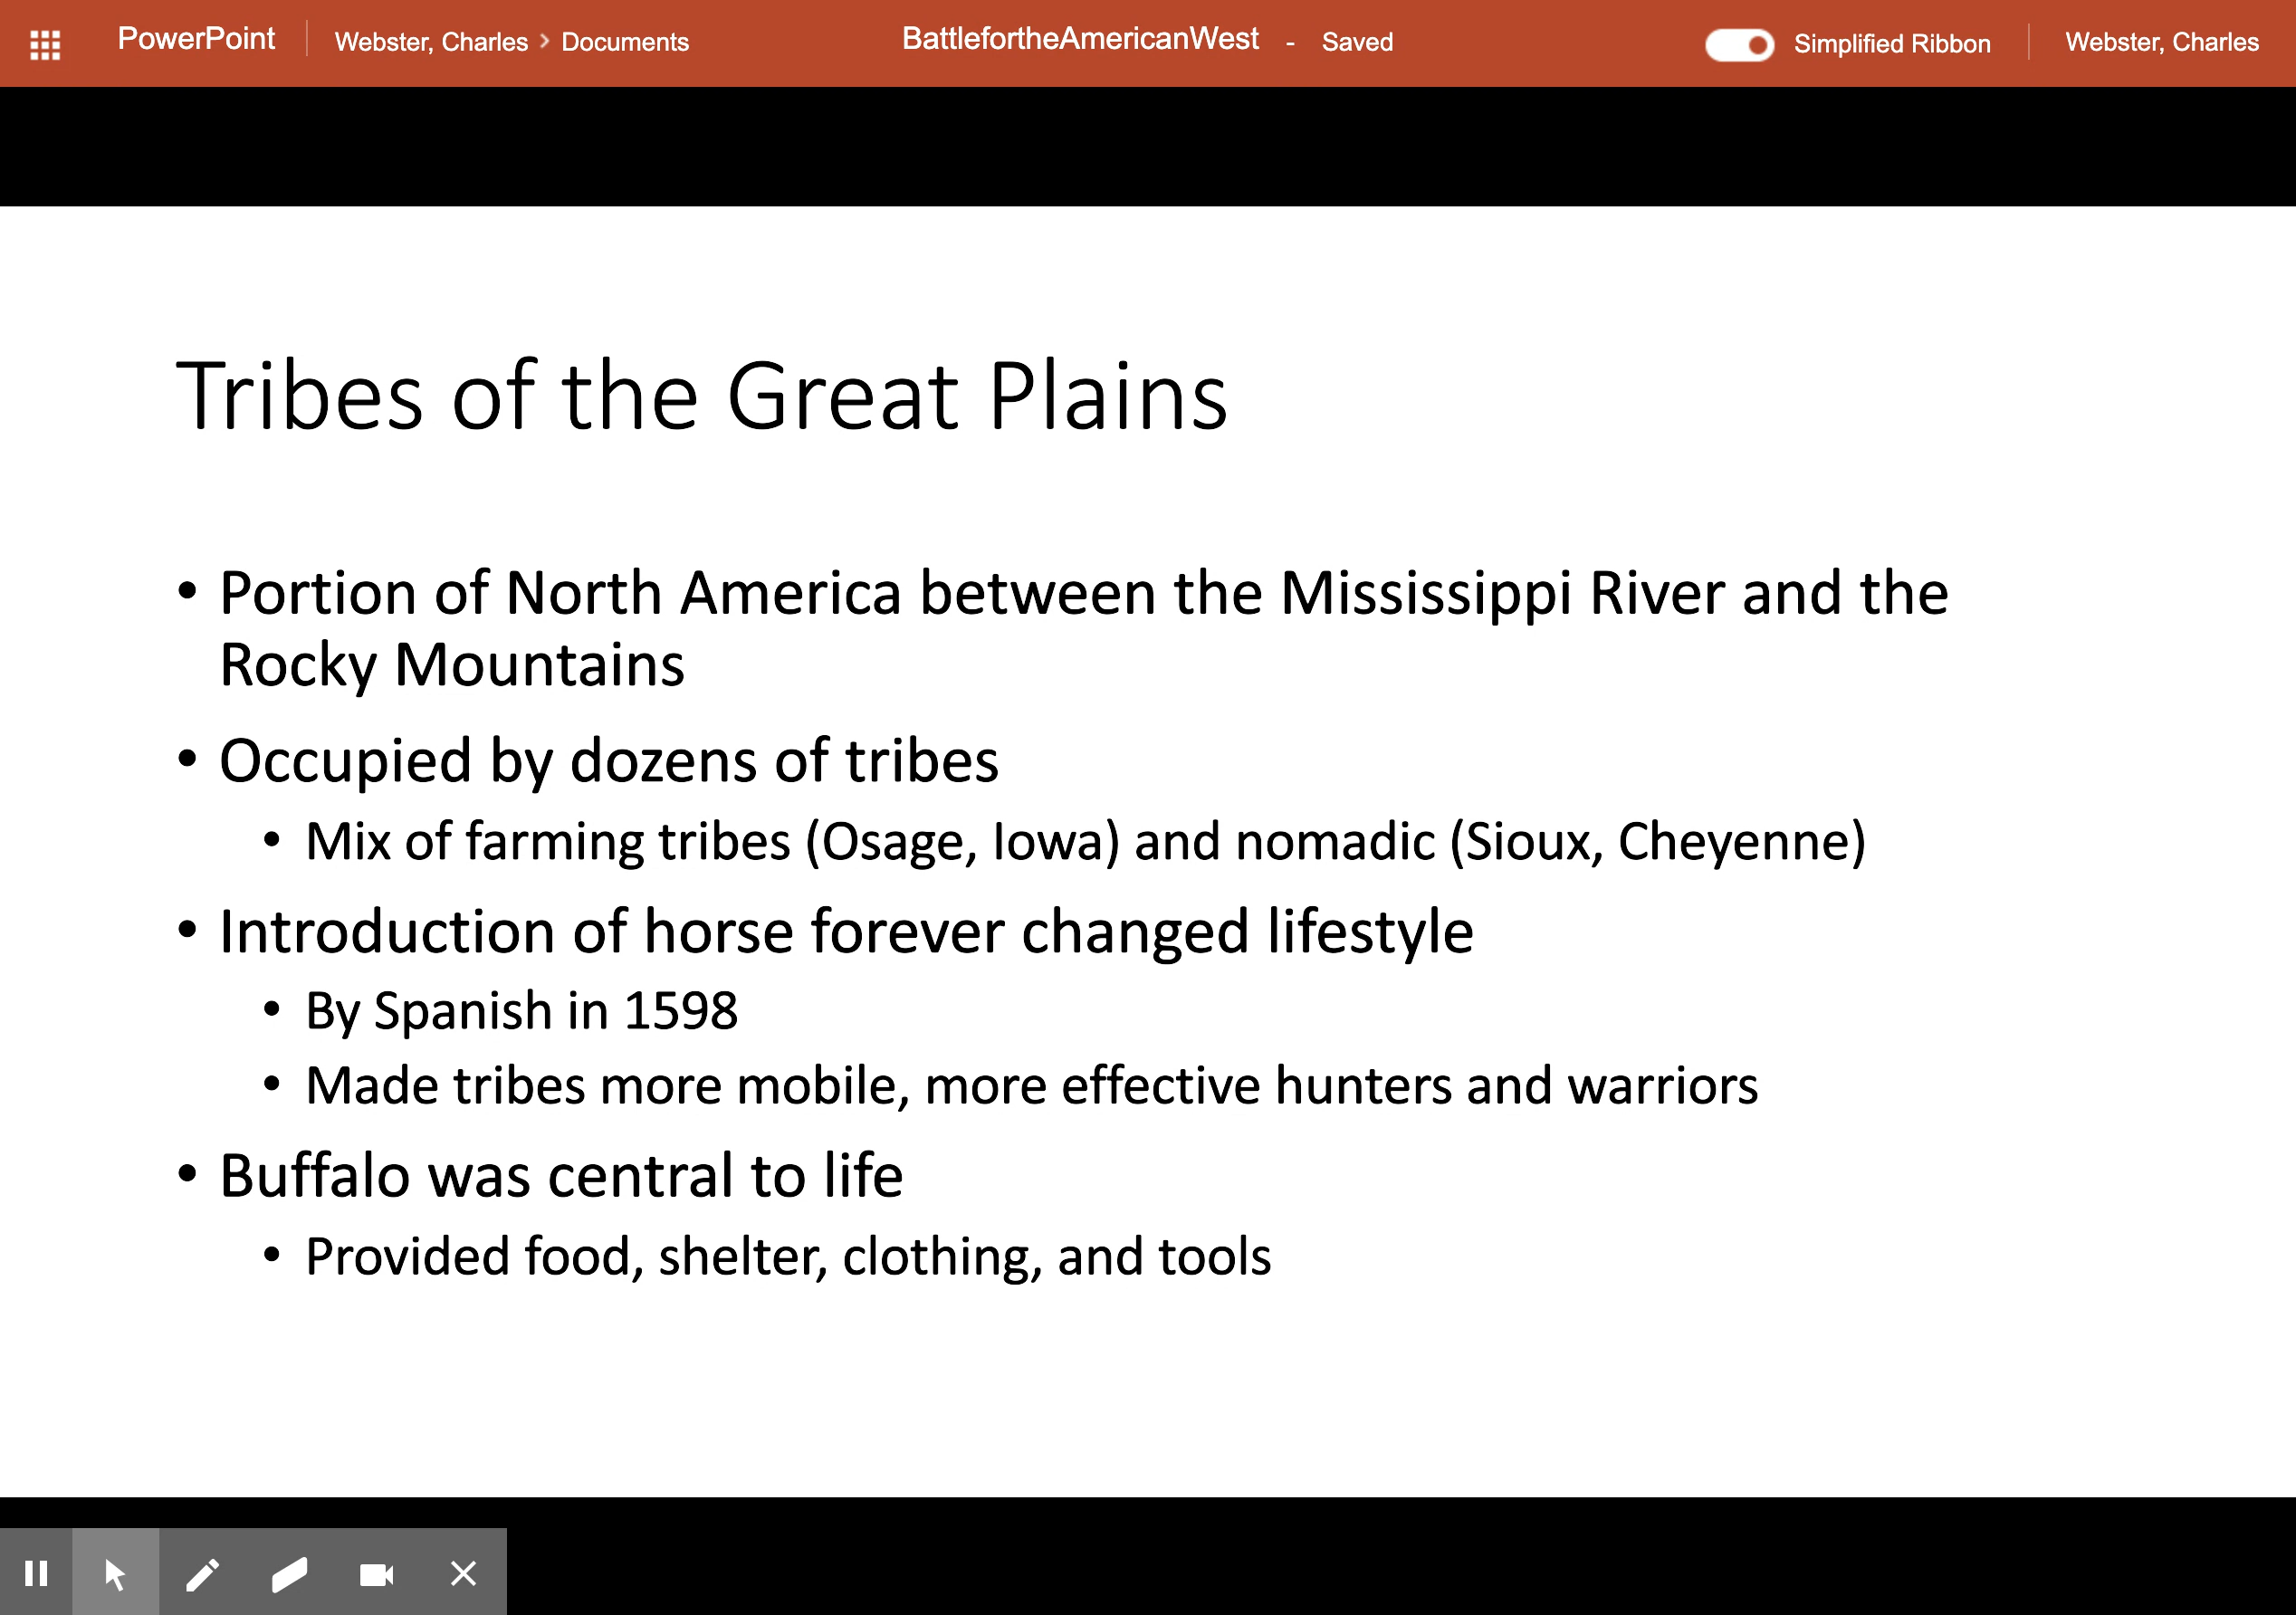 PowerPoint Webster, Charles > Documents BattlefortheAmericanWest - Saved Simplified Ribbon Webster, Charles
Tribes of the Great Plains
• Portion of North America between the Mississippi River and the
Rocky Mountains
• Occupied by dozens of tribes
• Mix of farming tribes (Osage, Iowa) and nomadic (Sioux, Cheyenne)
• Introduction of horse forever changed lifestyle
• By Spanish in 1598
• Made tribes more mobile, more effective hunters and warriors
• Buffalo was central to life
• Provided food, shelter, clothing, and tools